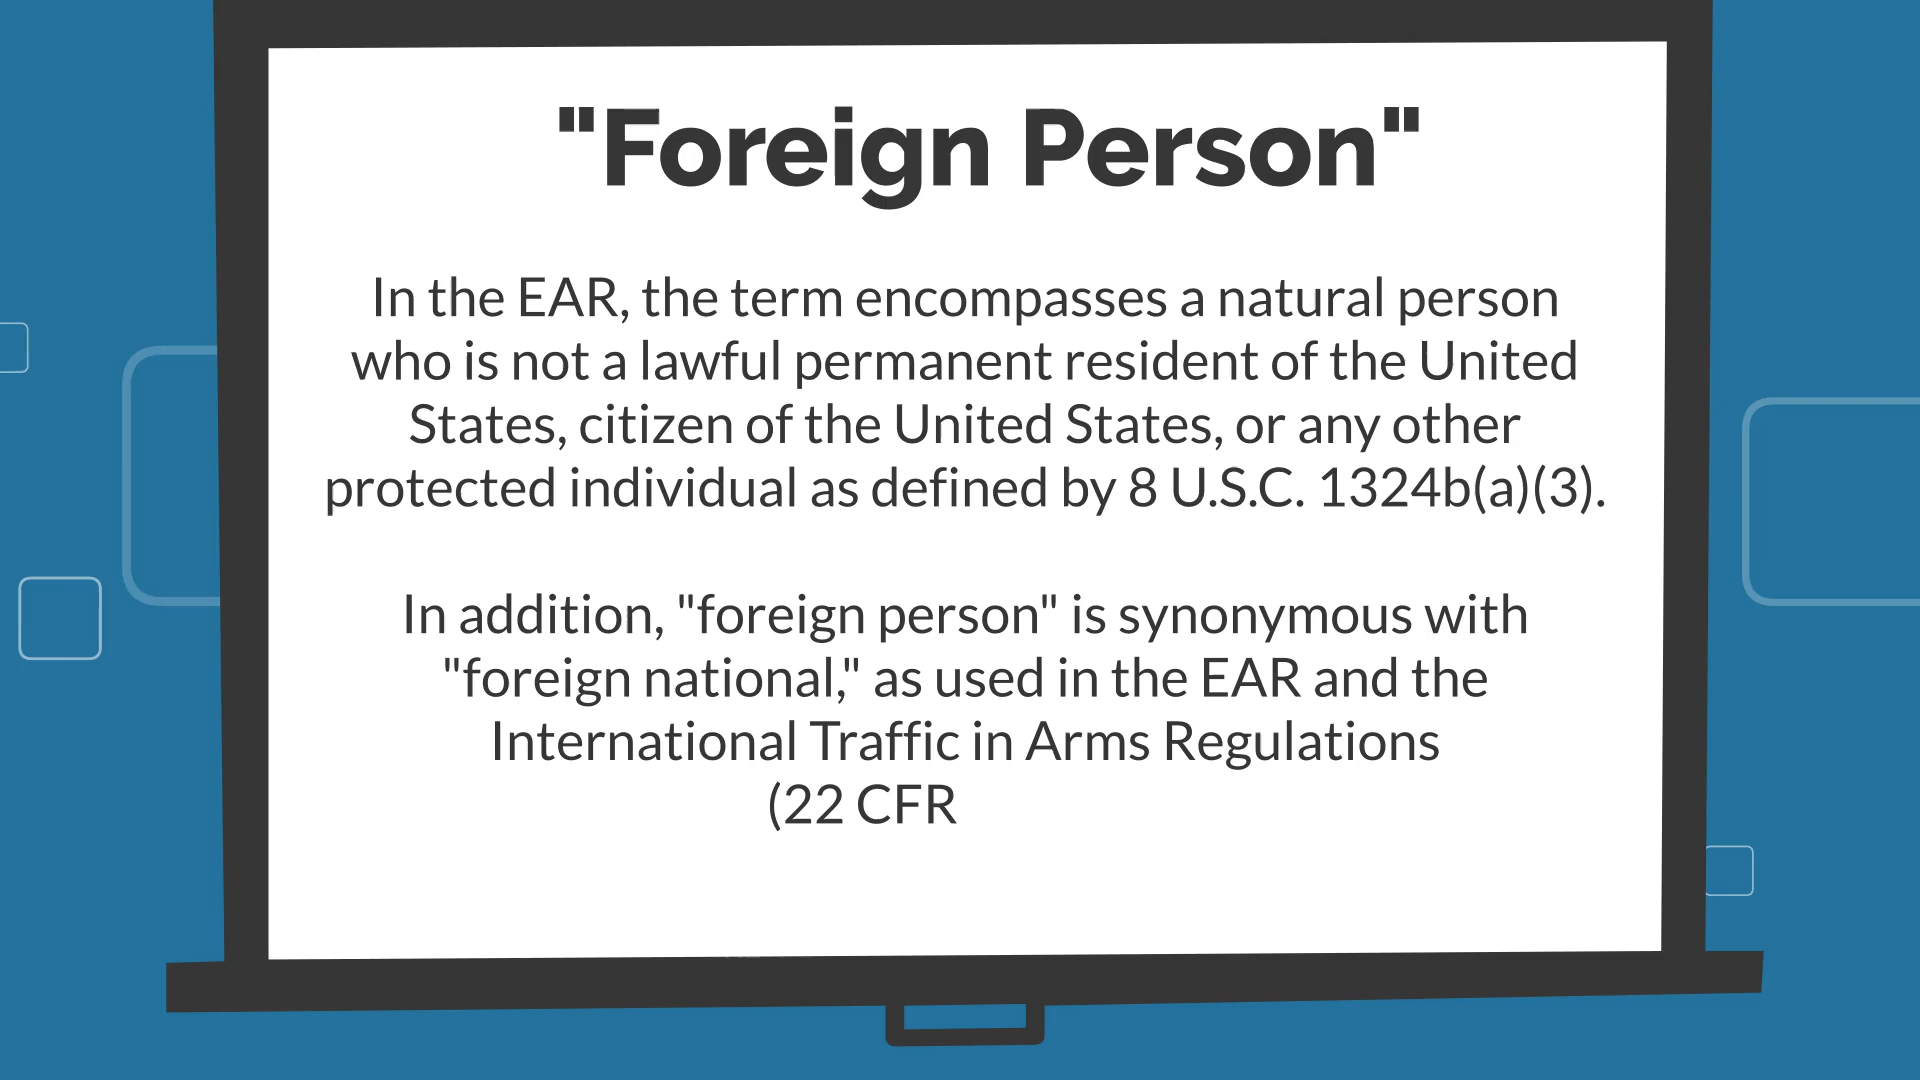 "Foreign Person"
In the EAR, the term encompasses a natural person
who is not a lawful permanent resident of the United
States, citizen of the United States, or any other
protected individual as defined by 8 U.S.C. 1324b(a)(3).
In addition, "foreign person" is synonymous with
"foreign national," as used in the EAR and the
International Traffic in Arms Regulations
(22 CFR